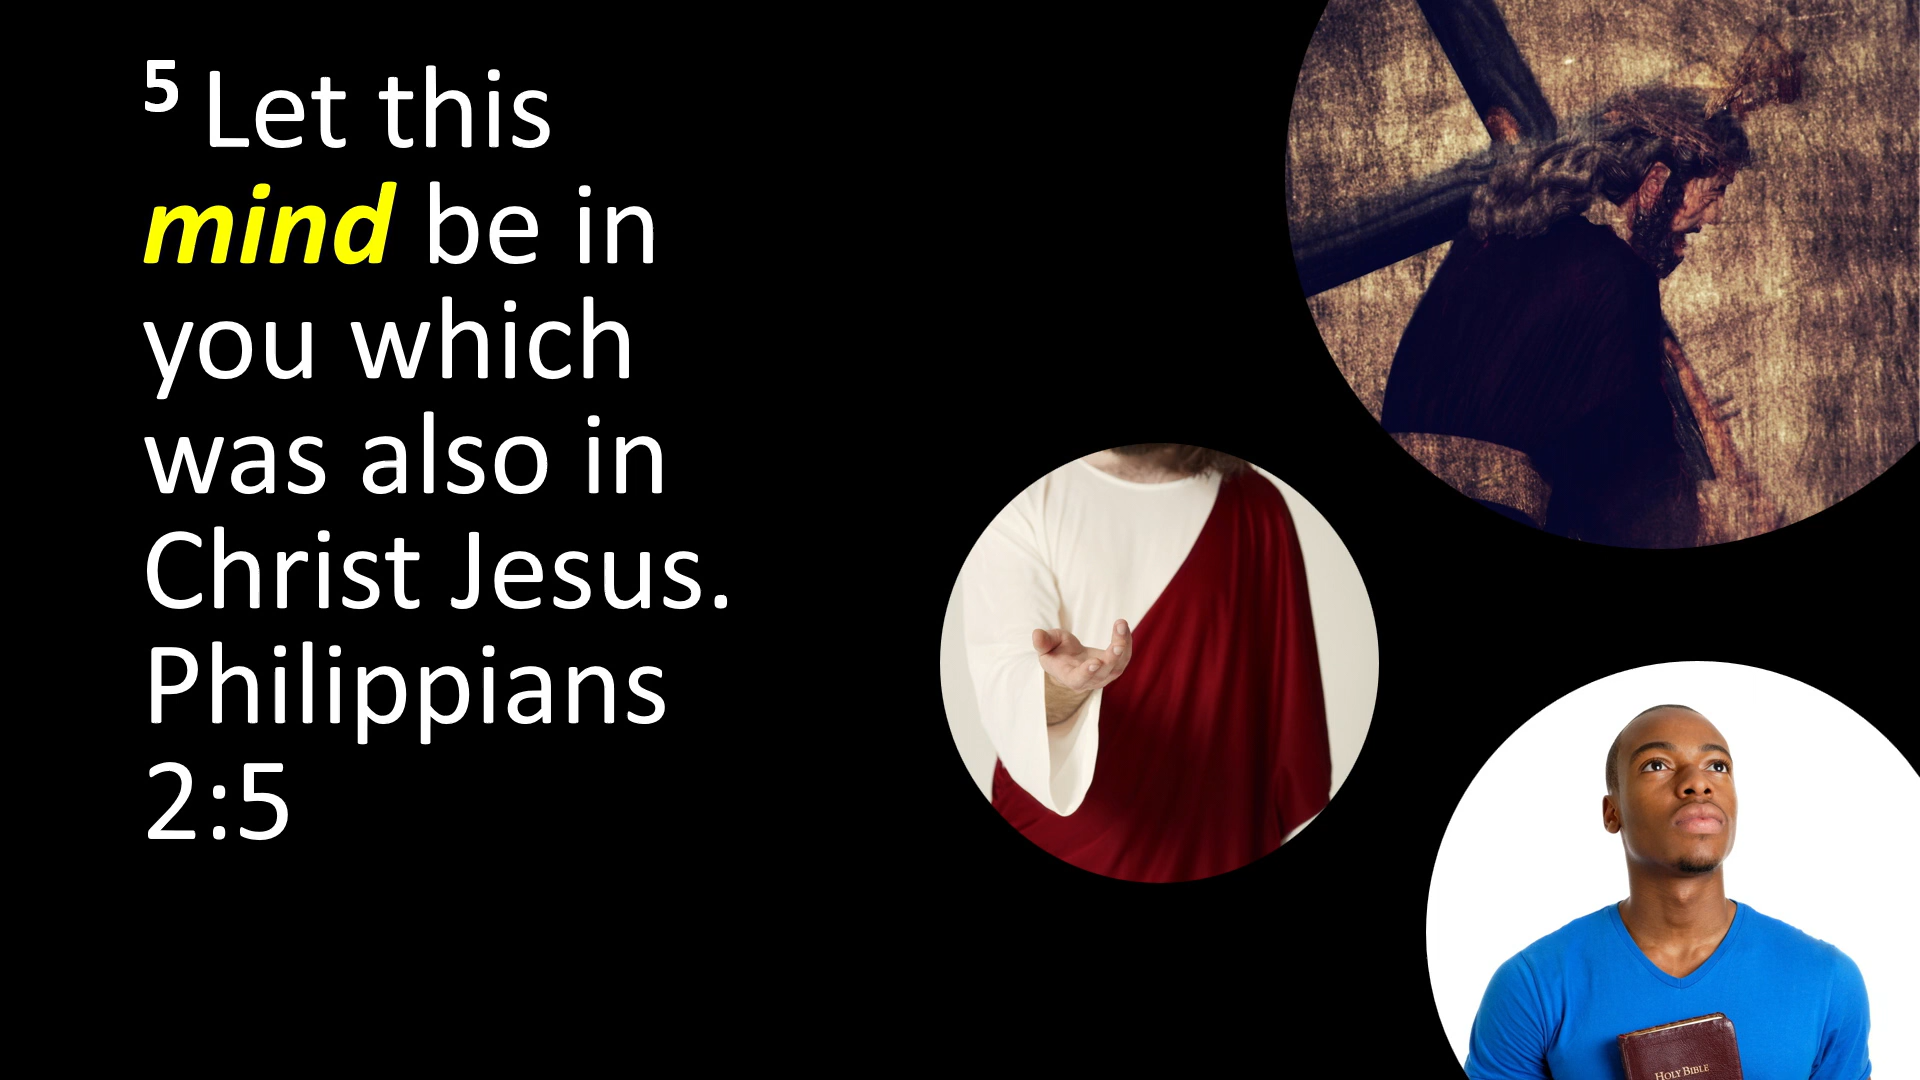 5 Let this
mind be in
you which
was also in
Christ Jesus.
Philippians
2:5
HOLY BIBLE